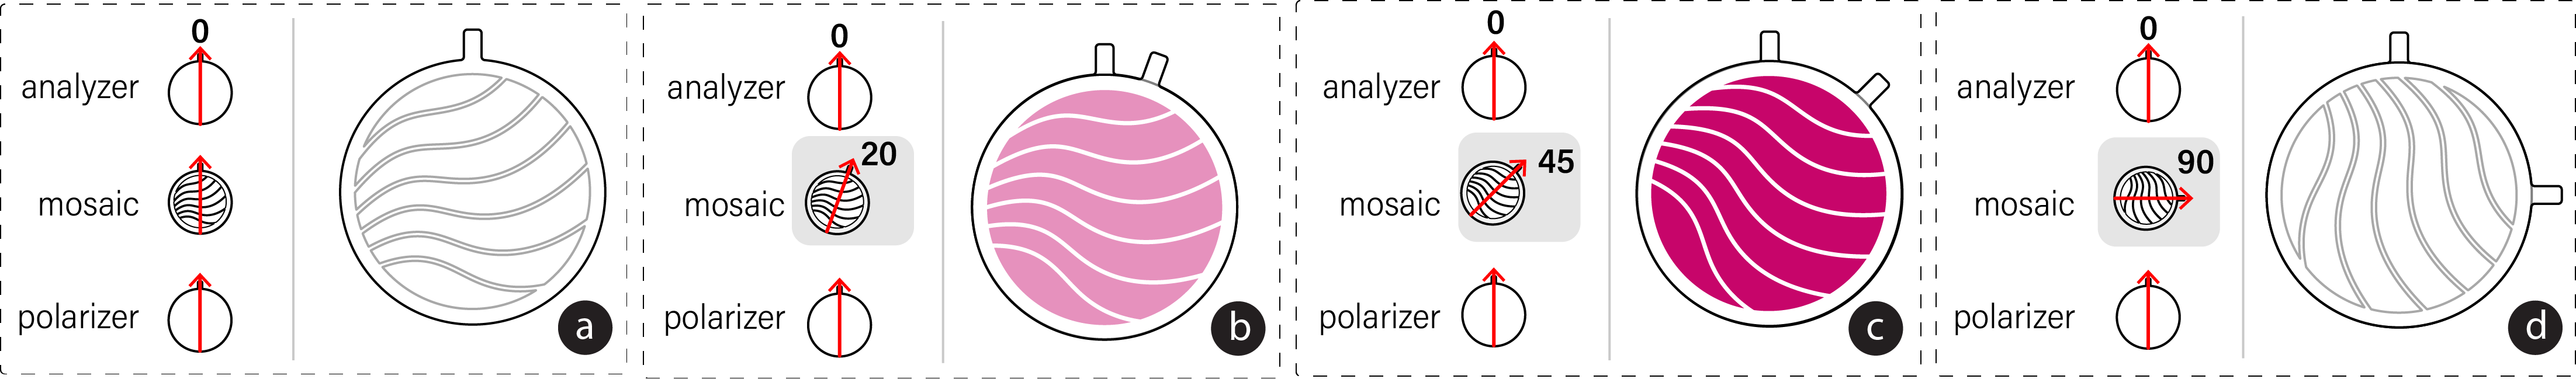 0
analyzer
mosaic
polarizer
a
0
analyzer
20
mosaic
polarizer
b
0
analyzer
45
mosaic
polarizer
c
0
analyzer
90
mosaic
polarizer
d